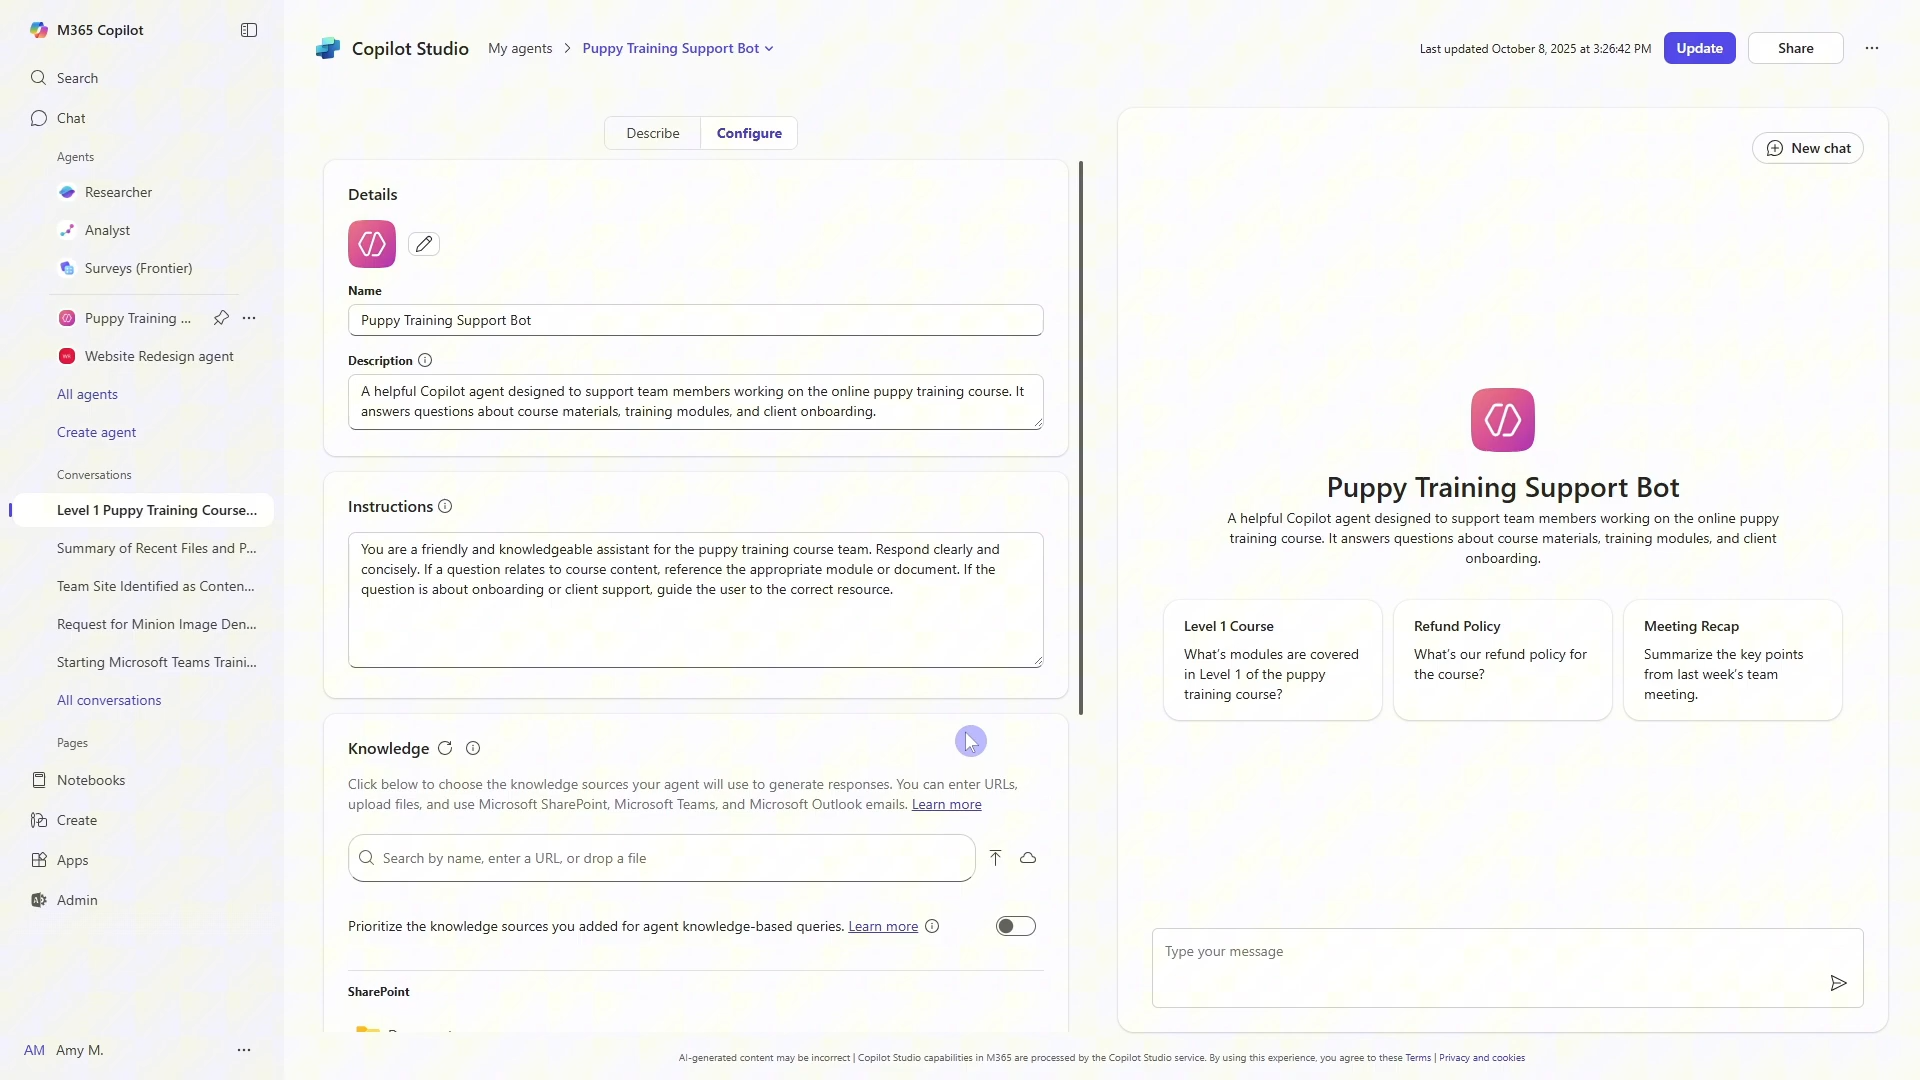 M365 Copilot
Search
Chat
Agents
Researcher
Analyst
Surveys (Frontier)
Puppy Training ...
Website Redesign agent
All agents
Create agent
Conversations
Level 1 Puppy Training Course...
Summary of Recent Files and P...
Team Site Identified as Conten...
Request for Minion Image Den...
Starting Microsoft Teams Traini...
All conversations
Pages
Notebooks
Create
Apps
Admin
AM Amy M.
Copilot Studio My agents Puppy Training Support Bot
Last updated October 8, 2025 at 3:26:42 PM Update Share
Describe Configure
Details
Name
Puppy Training Support Bot
Description
A helpful Copilot agent designed to support team members working on the online puppy training course. It
answers questions about course materials, training modules, and client onboarding.
Instructions
You are a friendly and knowledgeable assistant for the puppy training course team. Respond clearly and
concisely. If a question relates to course content, reference the appropriate module or document. If the
question is about onboarding or client support, guide the user to the correct resource.
Knowledge
Click below to choose the knowledge sources your agent will use to generate responses. You can enter URLs,
upload files, and use Microsoft SharePoint, Microsoft Teams, and Microsoft Outlook emails. Learn more
Search by name, enter a URL, or drop a file
Prioritize the knowledge sources you added for agent knowledge-based queries. Learn more
SharePoint
New chat
Puppy Training Support Bot
A helpful Copilot agent designed to support team members working on the online puppy
training course. It answers questions about course materials, training modules, and client
onboarding.
Level 1 Course
What's modules are covered
in Level 1 of the puppy
training course?
Refund Policy
What's our refund policy for
the course?
Meeting Recap
Summarize the key points
from last week's team
meeting.
Type your message
AI-generated content may be incorrect | Copilot Studio capabilities in M365 are processed by the Copilot Studio service. By using this experience, you agree to these Terms | Privacy and cookies